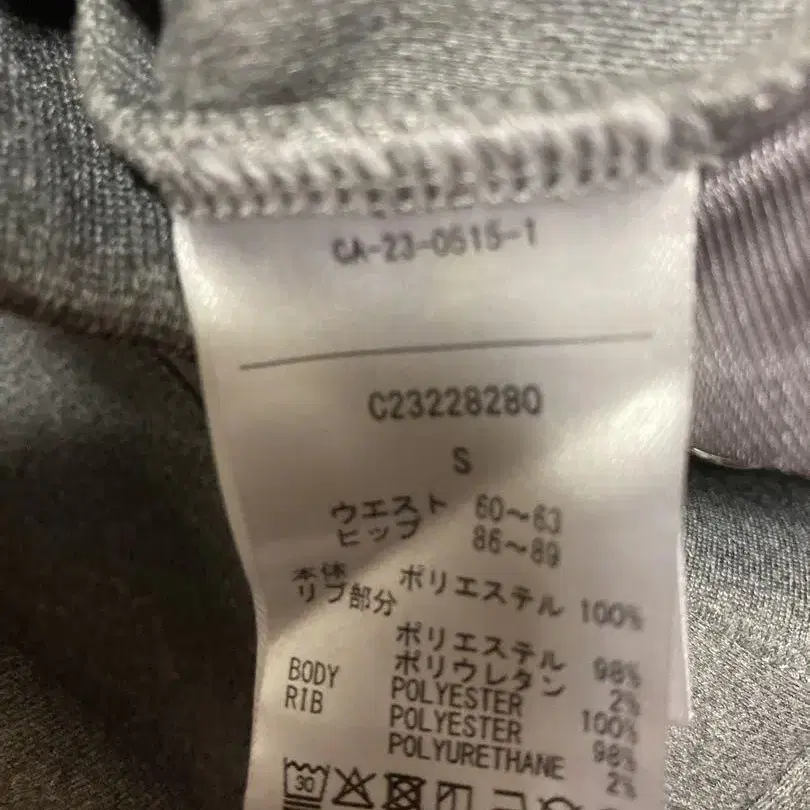 CA-23-0515-1
C23228280
S
ウエスト 60～63
ヒップ 86～89
本体 ポリエステル 100%
リブ部分
ポリエステル 98%
ポリウレタン 2%
BODY POLYESTER 100%
RIB POLYESTER 98%
POLYURETHANE 2%
30